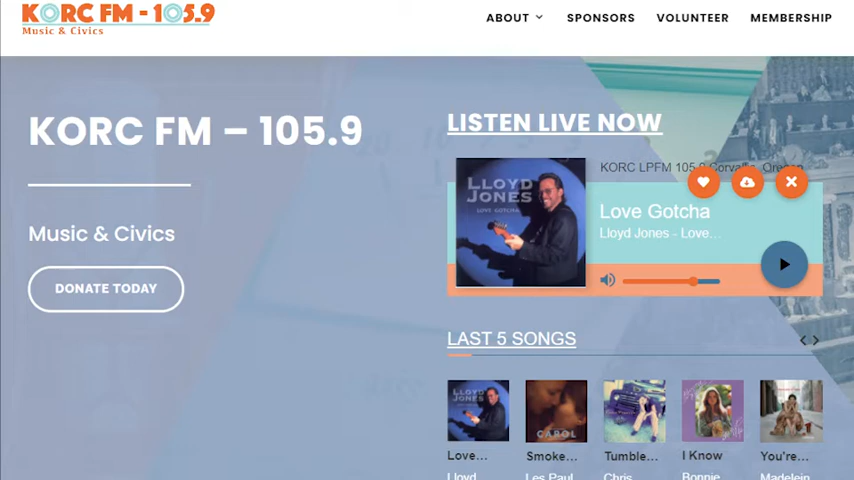 KORC FM - 105.9
Music & Civics
ABOUT
SPONSORS
VOLUNTEER
MEMBERSHIP
KORC FM – 105.9
Music & Civics
DONATE TODAY
LISTEN LIVE NOW
KORC LPFM 105.9 Corvallis, Oregon
LLOYD
JONES
LOVE GOTCHA
Love Gotcha
Lloyd Jones - Love...
LAST 5 SONGS
LLOYD
JONES
CAROL
Love...
Smoke...
Tumble...
I Know
You're...
Lloyd
Les Paul
Chris
Bonnie
Madelein